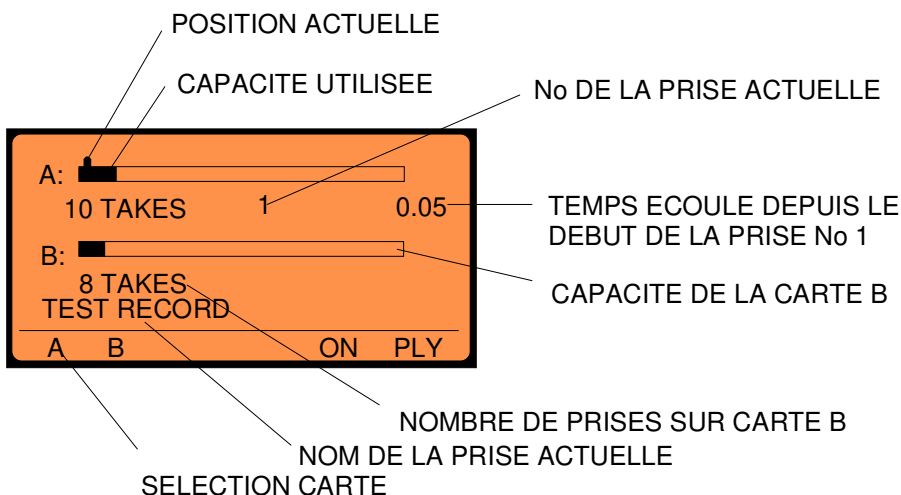 POSITION ACTUELLE
CAPACITE UTILISEE
No DE LA PRISE ACTUELLE
A:
10 TAKES 1 0.05
TEMPS ECOULE DEPUIS LE
DEBUT DE LA PRISE No 1
B:
8 TAKES
CAPACITE DE LA CARTE B
TEST RECORD
A B ON PLY
NOMBRE DE PRISES SUR CARTE B
NOM DE LA PRISE ACTUELLE
SELECTION CARTE